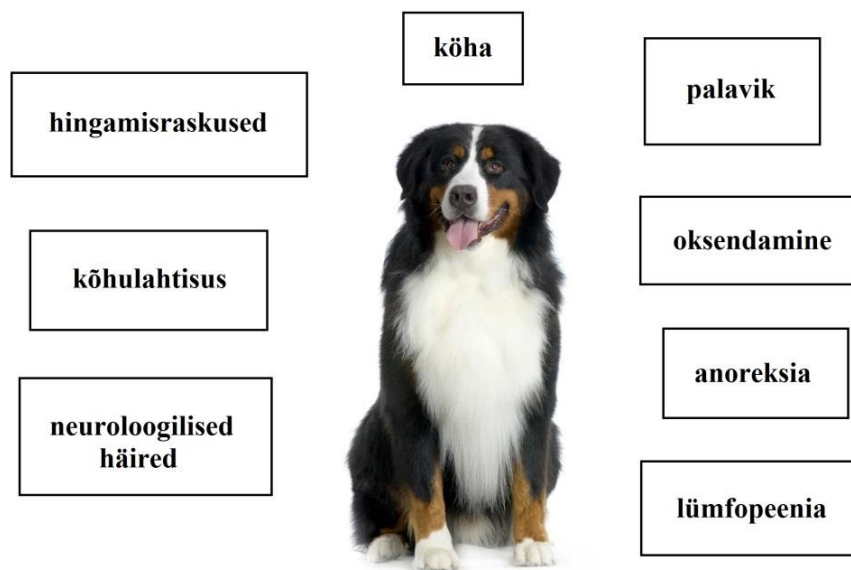 köha
palavik
hingamisraskused
oksendamine
kõhulahtisus
anoreksia
neuroloogilised
häired
lümfopeenia